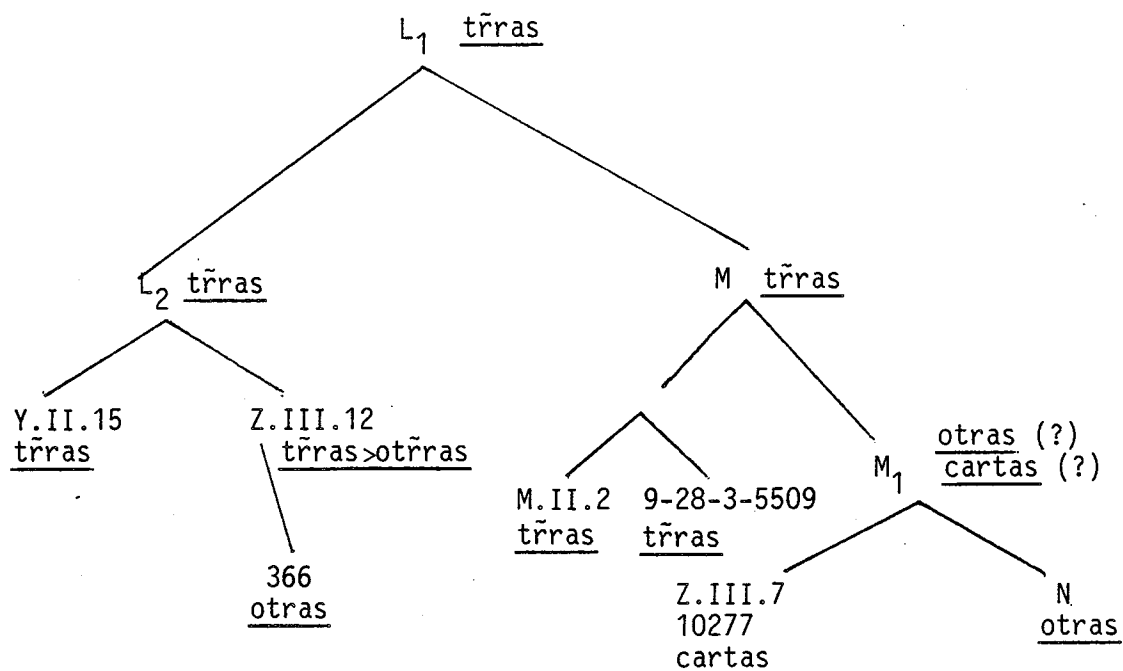 L₁ tr̃ras
L₂ tr̃ras
M tr̃ras
Y.II.15
tr̃ras
Z.III.12
tr̃ras>otr̃ras
366
otras
M.II.2
tr̃ras
9-28-3-5509
tr̃ras
M₁ otras (?)
cartas (?)
Z.III.7
10277
cartas
N
otras